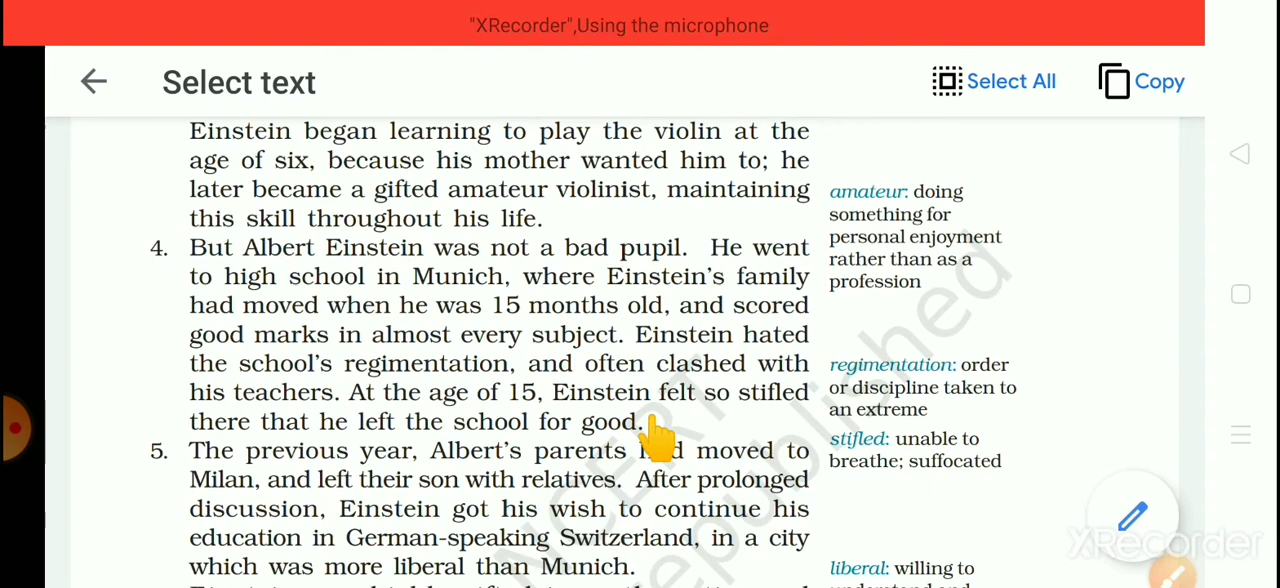 "XRecorder",Using the microphone
Select text
Select All
Copy
Einstein began learning to play the violin at the
age of six, because his mother wanted him to; he
later became a gifted amateur violinist, maintaining
this skill throughout his life.
4. But Albert Einstein was not a bad pupil. He went
to high school in Munich, where Einstein's family
had moved when he was 15 months old, and scored
good marks in almost every subject. Einstein hated
the school's regimentation, and often clashed with
his teachers. At the age of 15, Einstein felt so stifled
there that he left the school for good.
5. The previous year, Albert's parents had moved to
Milan, and left their son with relatives. After prolonged
discussion, Einstein got his wish to continue his
education in German-speaking Switzerland, in a city
which was more liberal than Munich.
amateur: doing
something for
personal enjoyment
rather than as a
profession
regimentation: order
or discipline taken to
an extreme
stifled: unable to
breathe; suffocated
liberal: willing to
NCERT
republished
XRecorder